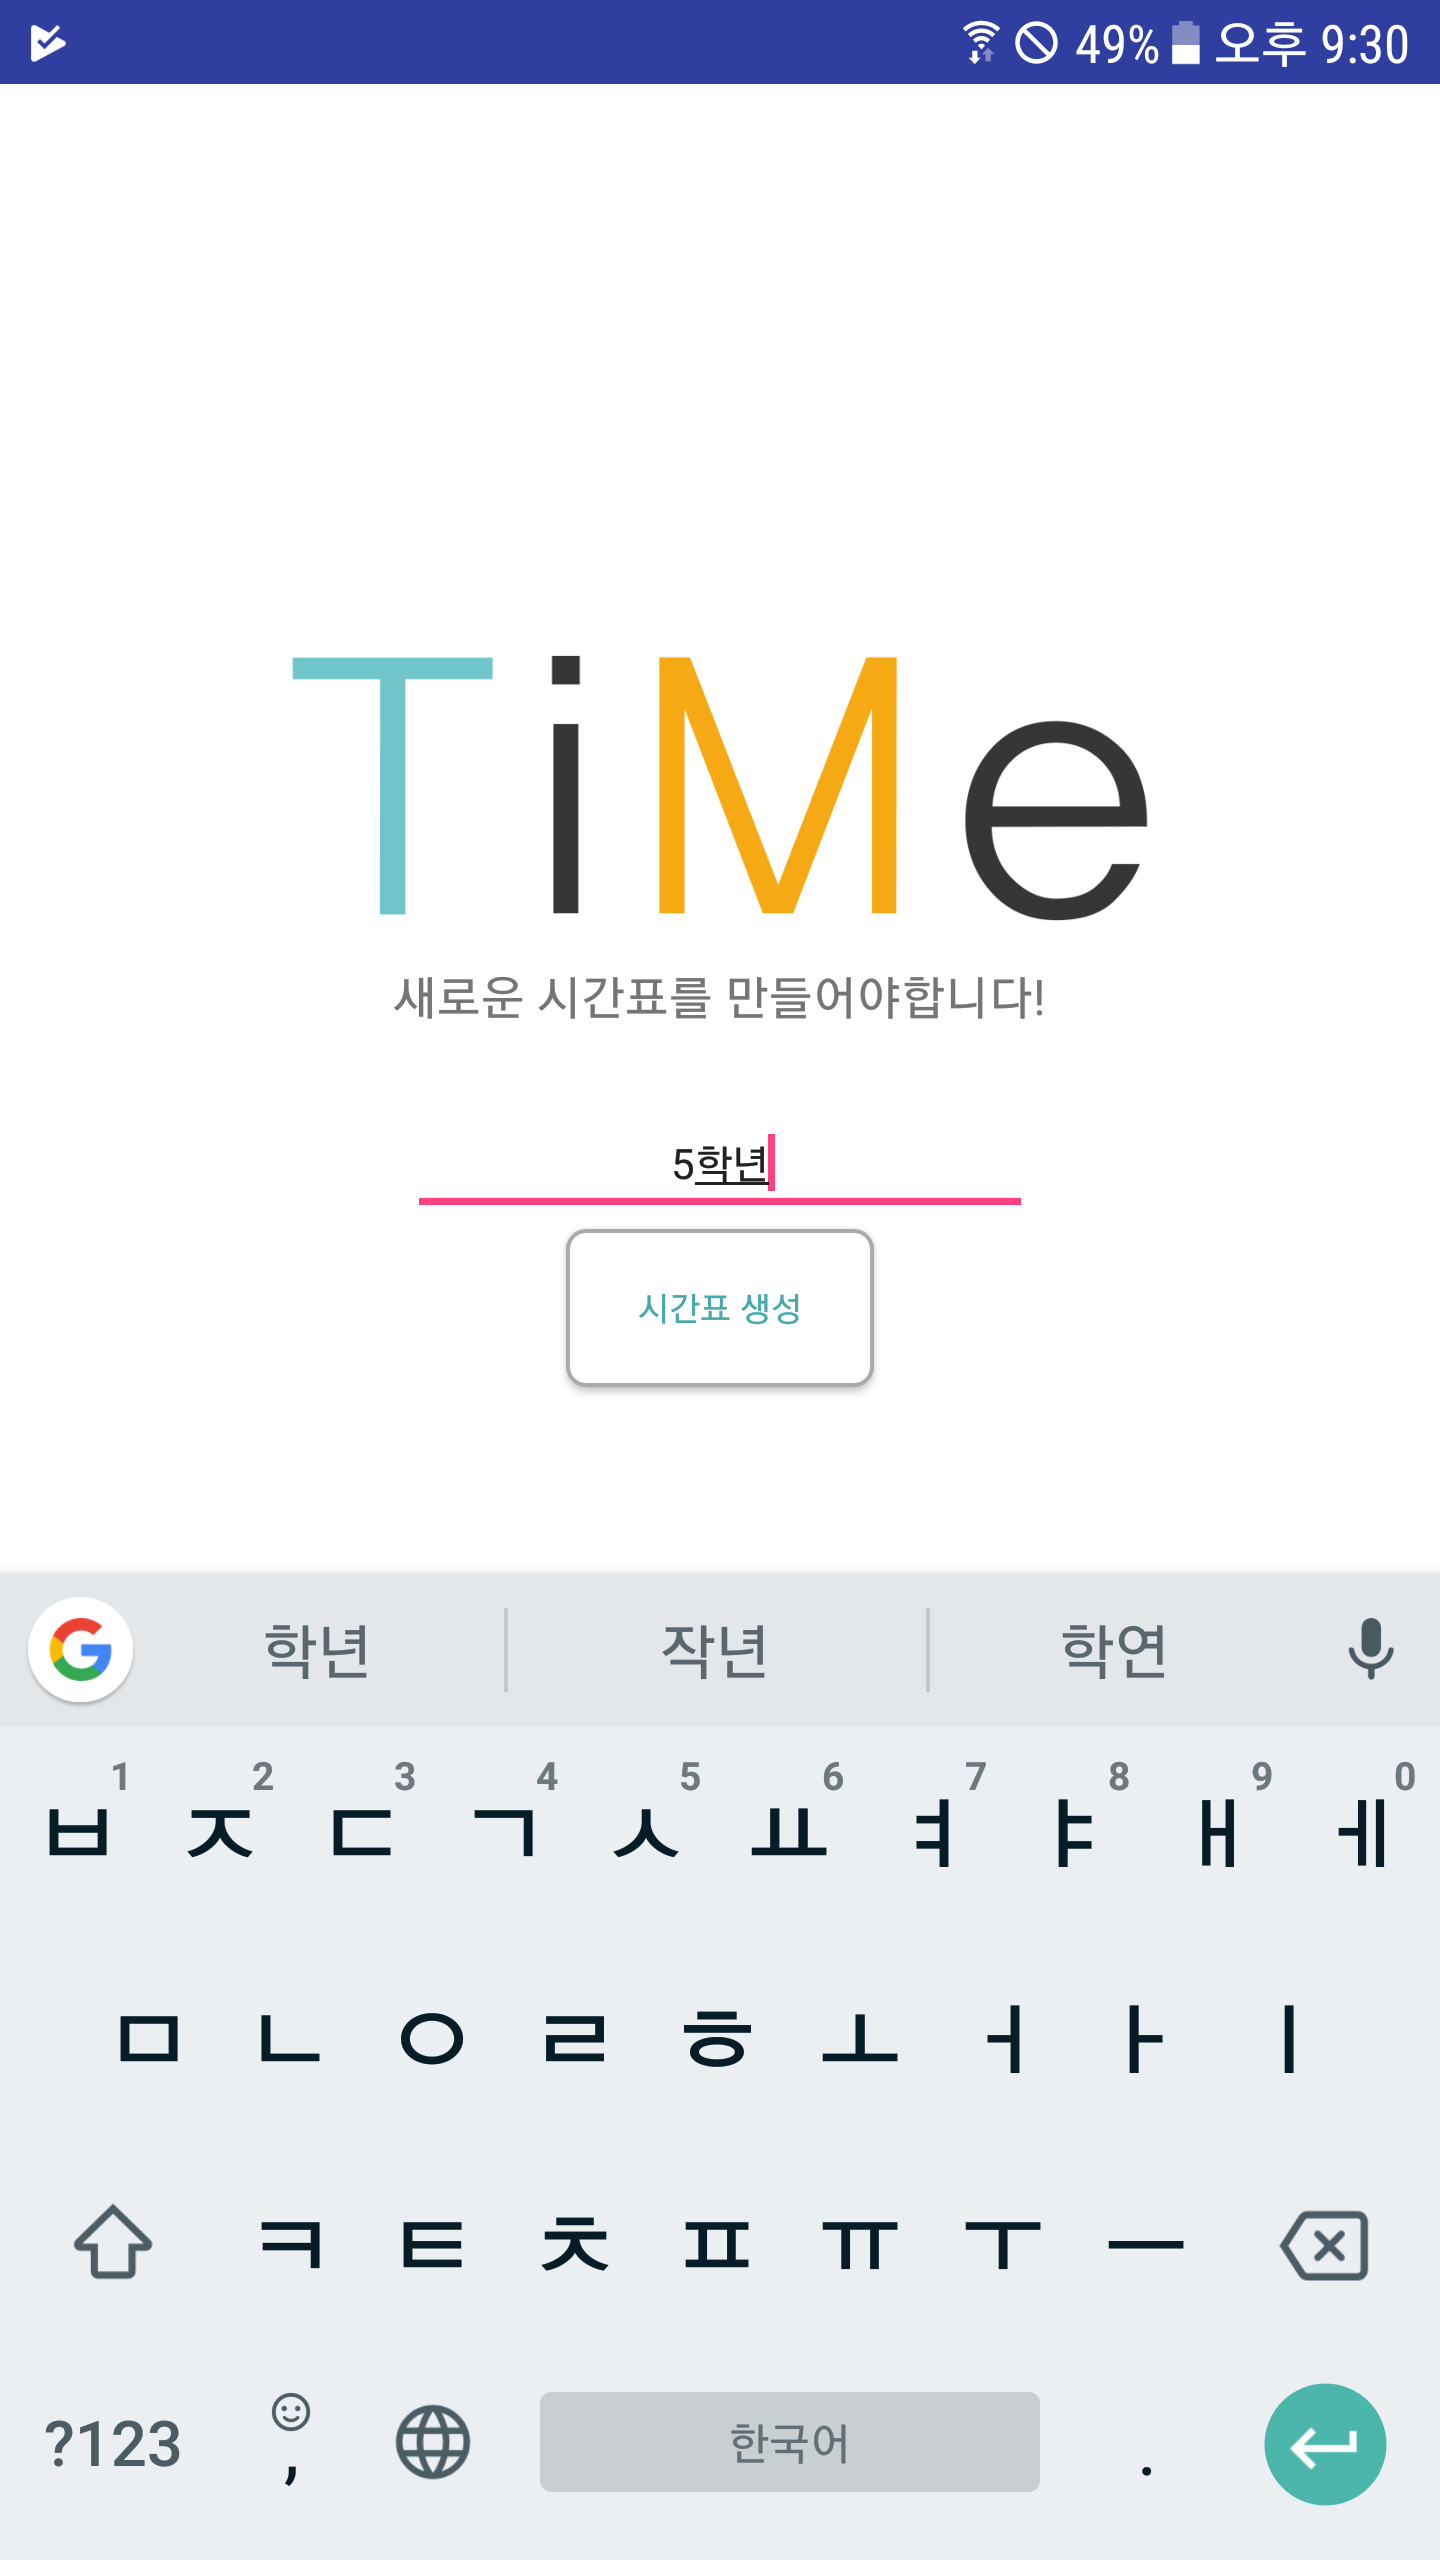 49% 오후 9:30
TiMe
새로운 시간표를 만들어야합니다!
5학년
시간표 생성
학년 작년 학연
1 2 3 4 5 6 7 8 9 0
ㅂ ㅈ ㄷ ㄱ ㅅ ㅛ ㅕ ㅑ ㅐ ㅔ
ㅁ ㄴ ㅇ ㄹ ㅎ ㅗ ㅓ ㅏ ㅣ
ㅋ ㅌ ㅊ ㅍ ㅠ ㅜ ㅡ
?123 , 한국어 .